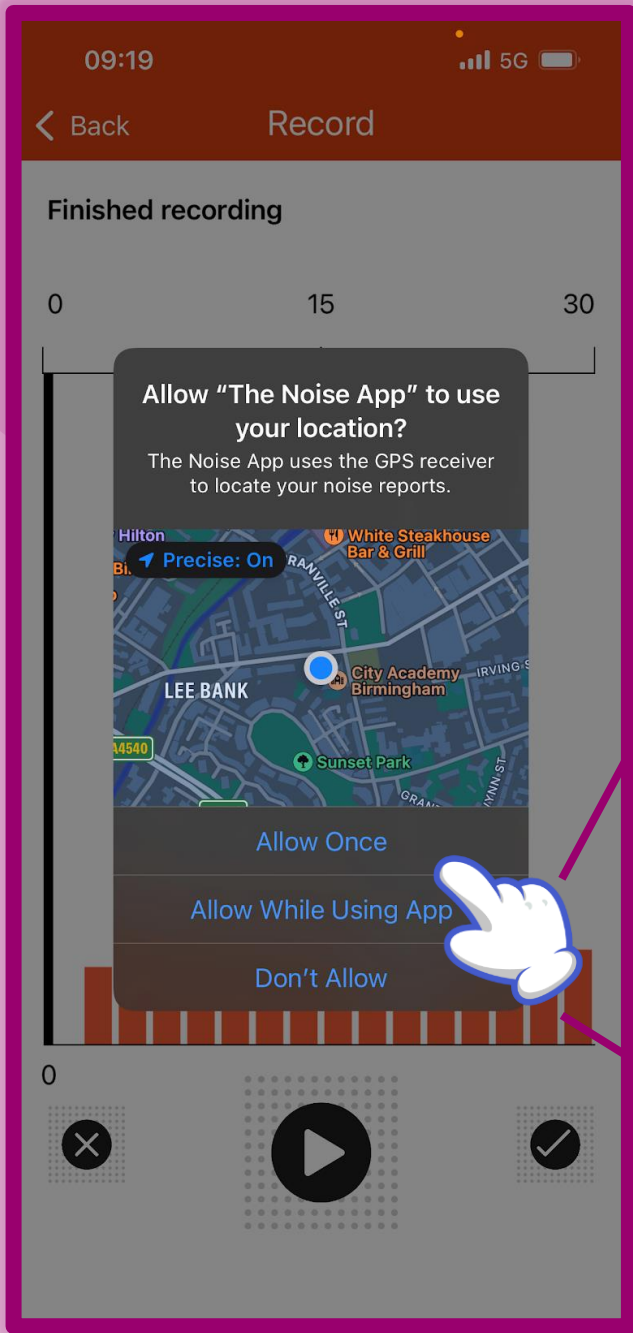 09:19
5G
Back
Record
Finished recording
0
15
30
Allow “The Noise App” to use
your location?
The Noise App uses the GPS receiver
to locate your noise reports.
Hilton
White Steakhouse
Bar & Grill
Precise: On
RANVILLE ST
City Academy
Birmingham
IRVING S
LEE BANK
A4540
Sunset Park
GRAN
LYNN ST
Allow Once
Allow While Using App
Don’t Allow
0